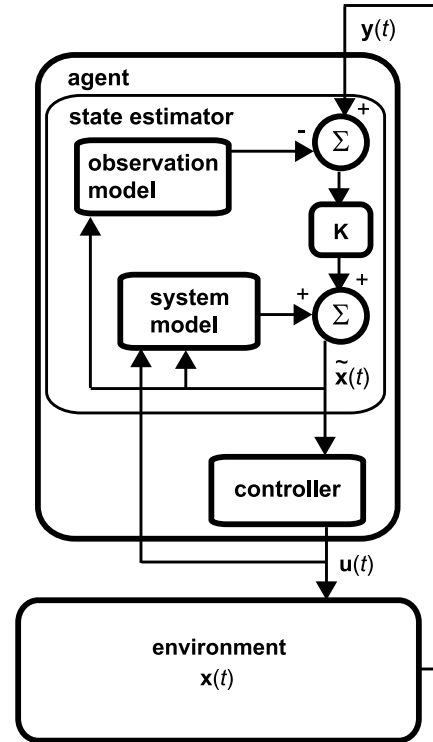 y(t)
agent
+
state estimator
-
Σ
observation
model
K
+
+
system
model
+
Σ
x̃(t)
controller
u(t)
environment
x(t)